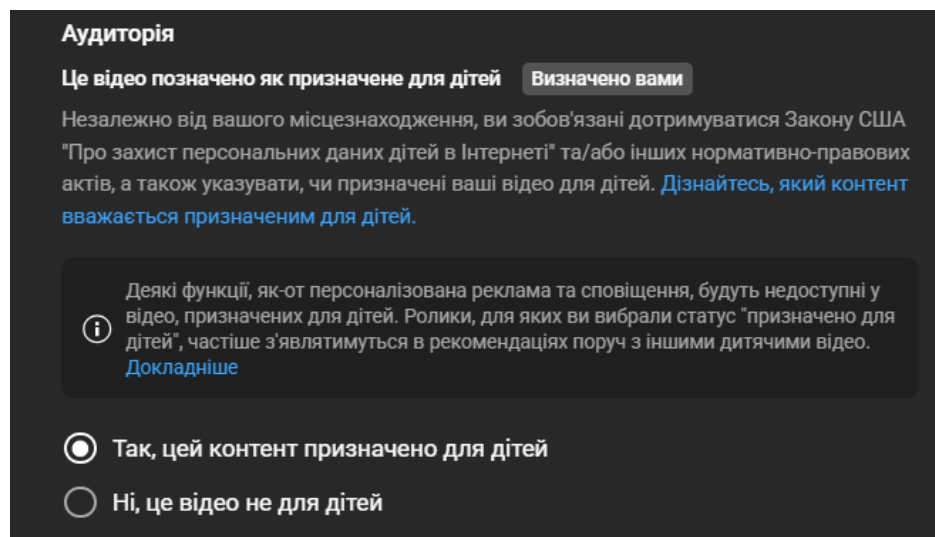 Аудиторія
Це відео позначено як призначене для дітей Визначено вами
Незалежно від вашого місцезнаходження, ви зобов'язані дотримуватися Закону США
"Про захист персональних даних дітей в Інтернеті" та/або інших нормативно-правових
актів, а також указувати, чи призначені ваші відео для дітей. Дізнайтесь, який контент
вважається призначеним для дітей.
Деякі функції, як-от персоналізована реклама та сповіщення, будуть недоступні у
відео, призначених для дітей. Ролики, для яких ви вибрали статус "призначено для
дітей", частіше з'являтимуться в рекомендаціях поруч з іншими дитячими відео.
Докладніше
Так, цей контент призначено для дітей
Ні, це відео не для дітей